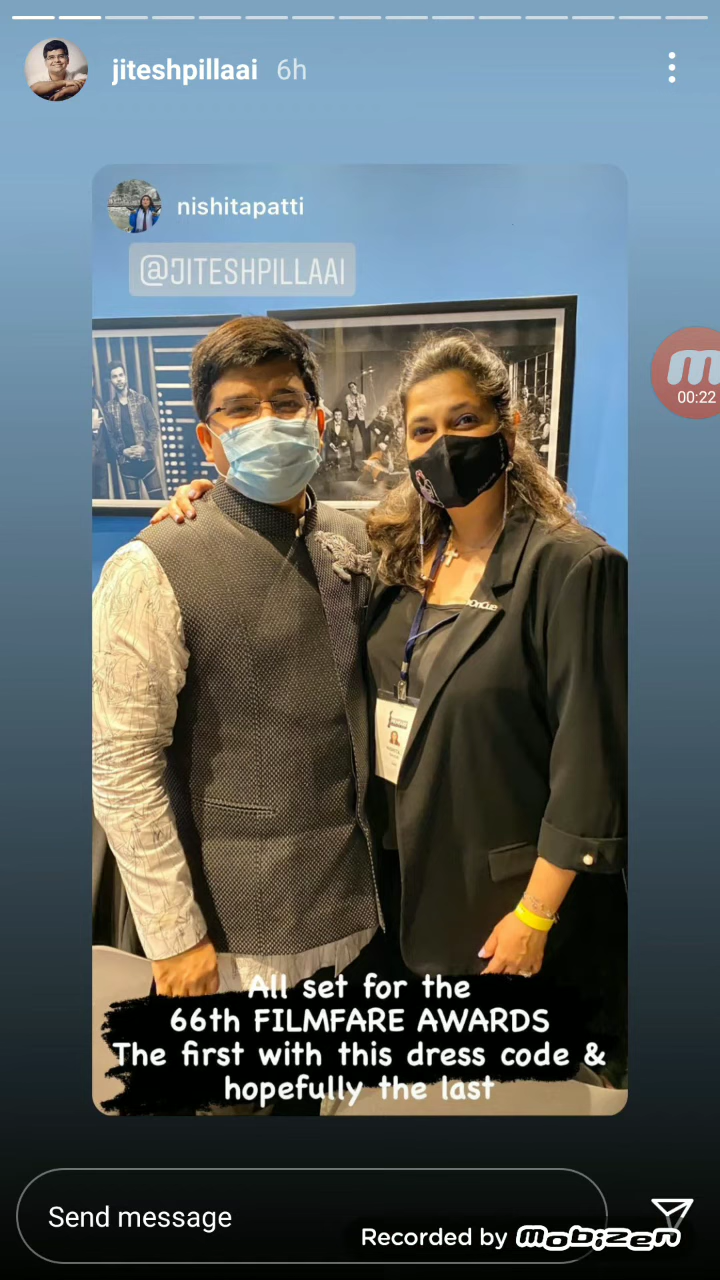 jiteshpillaai 6h
nishitapatti
@JITESHPILLAAI
00:22
All set for the
66th FILMFARE AWARDS
The first with this dress code &
hopefully the last
Send message
Recorded by mobizen